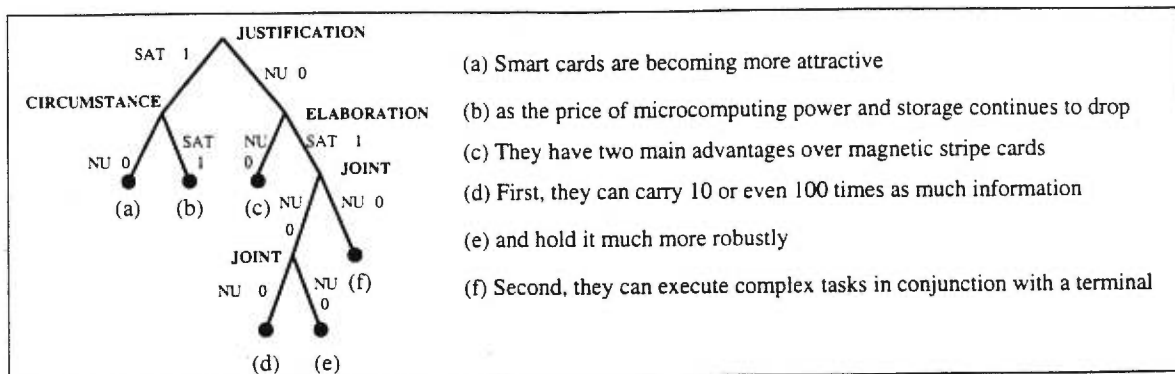 JUSTIFICATION
SAT 1
NU 0
CIRCUMSTANCE
ELABORATION
NU 0
SAT 1
NU 0
SAT 1
JOINT
(a)
(b)
(c)
NU 0
NU 0
JOINT
(f)
NU 0
NU 0
(d)
(e)
(a) Smart cards are becoming more attractive
(b) as the price of microcomputing power and storage continues to drop
(c) They have two main advantages over magnetic stripe cards
(d) First, they can carry 10 or even 100 times as much information
(e) and hold it much more robustly
(f) Second, they can execute complex tasks in conjunction with a terminal